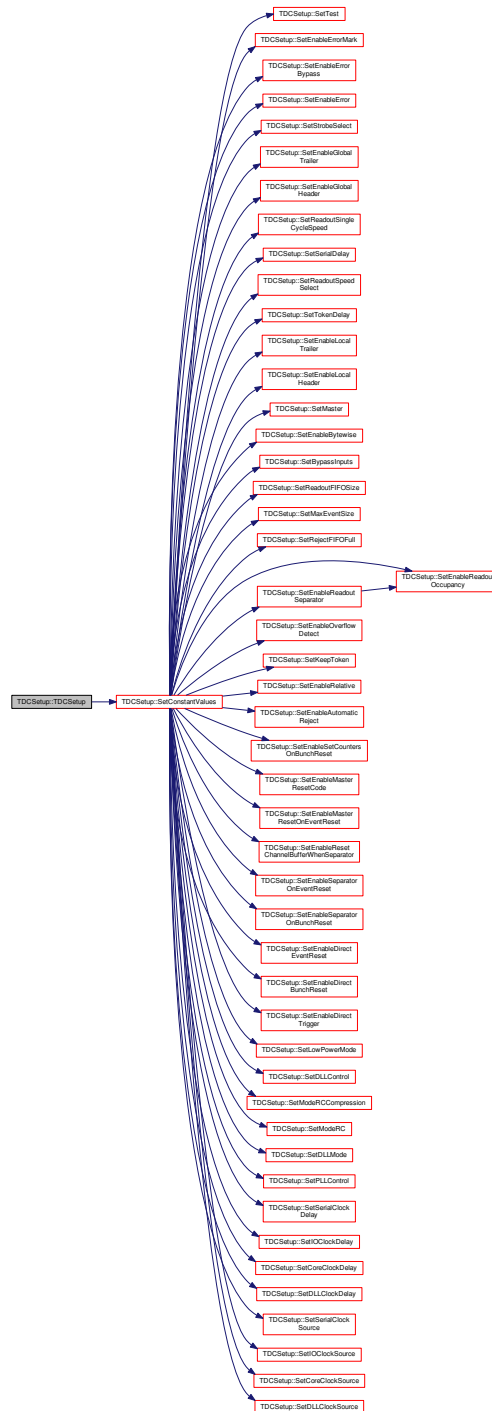 TDCSetup::SetTest
TDCSetup::SetEnableErrorMark
TDCSetup::SetEnableError
Bypass
TDCSetup::SetEnableError
TDCSetup::SetStrobeSelect
TDCSetup::SetEnableGlobal
Trailer
TDCSetup::SetEnableGlobal
Header
TDCSetup::SetReadoutSingle
CycleSpeed
TDCSetup::SetSerialDelay
TDCSetup::SetReadoutSpeed
Select
TDCSetup::SetTokenDelay
TDCSetup::SetEnableLocal
Trailer
TDCSetup::SetEnableLocal
Header
TDCSetup::SetMaster
TDCSetup::SetEnableBytewise
TDCSetup::SetBypassInputs
TDCSetup::SetReadoutFIFOSize
TDCSetup::SetMaxEventSize
TDCSetup::SetRejectFIFOFull
TDCSetup::SetEnableReadout
Occupancy
TDCSetup::SetEnableReadout
Separator
TDCSetup::SetEnableOverflow
Detect
TDCSetup::SetKeepToken
TDCSetup::TDCSetup
TDCSetup::SetConstantValues
TDCSetup::SetEnableRelative
TDCSetup::SetEnableAutomatic
Reject
TDCSetup::SetEnableSetCounters
OnBunchReset
TDCSetup::SetEnableMaster
ResetCode
TDCSetup::SetEnableMaster
ResetOnEventReset
TDCSetup::SetEnableReset
ChannelBufferWhenSeparator
TDCSetup::SetEnableSeparator
OnEventReset
TDCSetup::SetEnableSeparator
OnBunchReset
TDCSetup::SetEnableDirect
EventReset
TDCSetup::SetEnableDirect
BunchReset
TDCSetup::SetEnableDirect
Trigger
TDCSetup::SetLowPowerMode
TDCSetup::SetDLLControl
TDCSetup::SetModeRCCompression
TDCSetup::SetModeRC
TDCSetup::SetDLLMode
TDCSetup::SetPLLControl
TDCSetup::SetSerialClock
Delay
TDCSetup::SetIOClockDelay
TDCSetup::SetCoreClockDelay
TDCSetup::SetDLLClockDelay
TDCSetup::SetSerialClock
Source
TDCSetup::SetIOClockSource
TDCSetup::SetCoreClockSource
TDCSetup::SetDLLClockSource